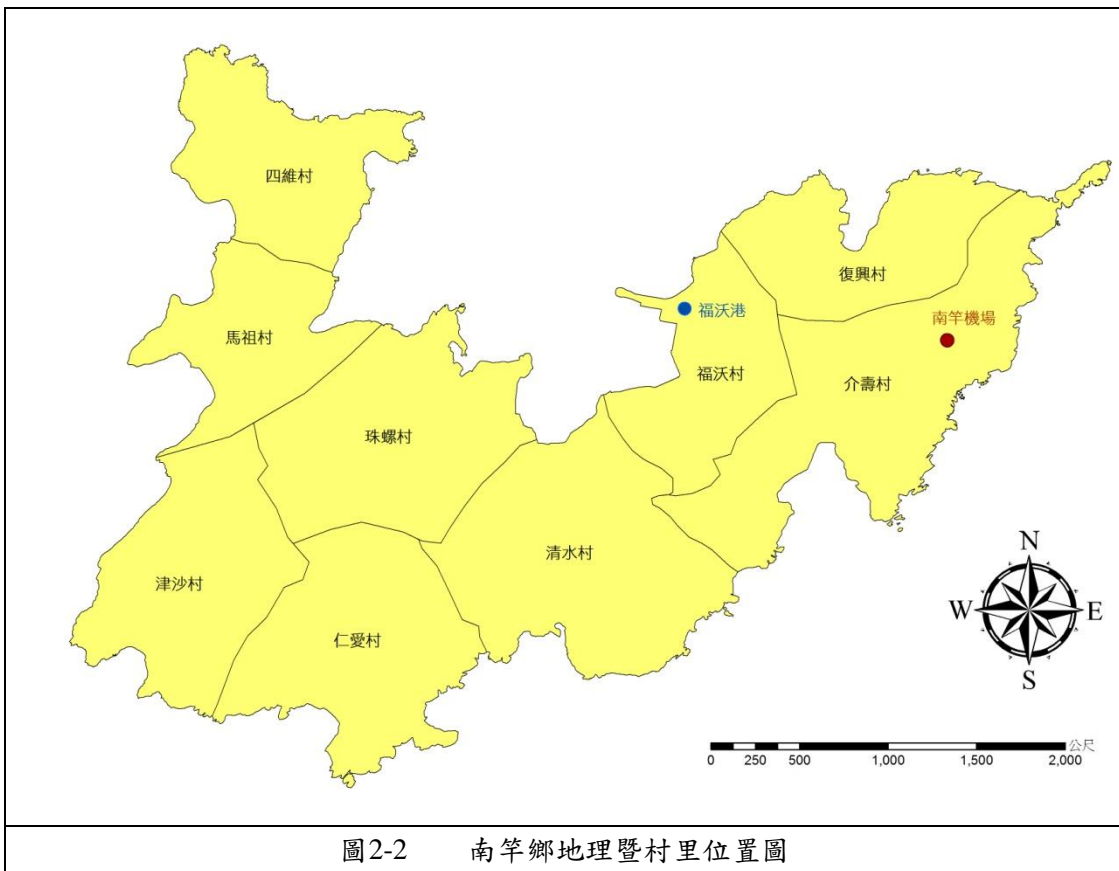 四維村
復興村
馬祖村
福沃港
南竿機場
福沃村
介壽村
珠螺村
清水村
津沙村
仁愛村
N
W E
S
公尺
0 250 500 1,000 1,500 2,000
圖2-2 南竿鄉地理暨村里位置圖